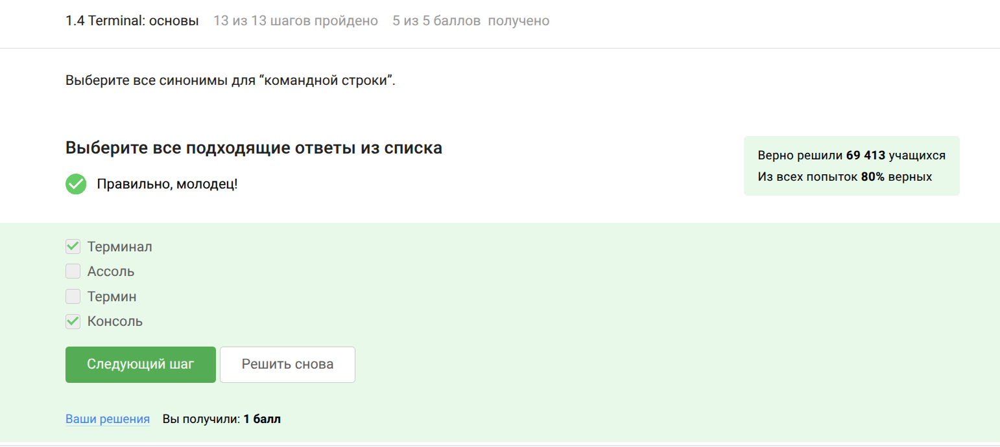 1.4 Terminal: основы 13 из 13 шагов пройдено 5 из 5 баллов получено
Выберите все синонимы для “командной строки”.
Выберите все подходящие ответы из списка
Правильно, молодец!
Верно решили 69 413 учащихся
Из всех попыток 80% верных
Терминал
Ассоль
Термин
Консоль
Следующий шаг Решить снова
Ваши решения Вы получили: 1 балл